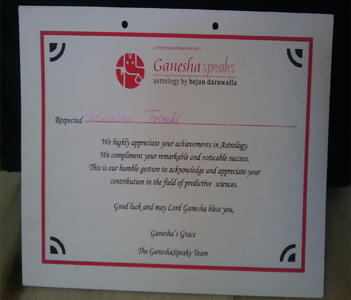 Ganeshaspeaks
astrology by bejan daruwalla
Respected
We highly appreciate your achievements in Astrology.
We compliment your remarkable and noticable success.
This is our humble gesture to acknowledge and appreciate your
contribution in the field of predictive sciences.
Good luck and may Lord Ganesha bless you,
Ganesha's Grace
The GaneshaSpeaks Team